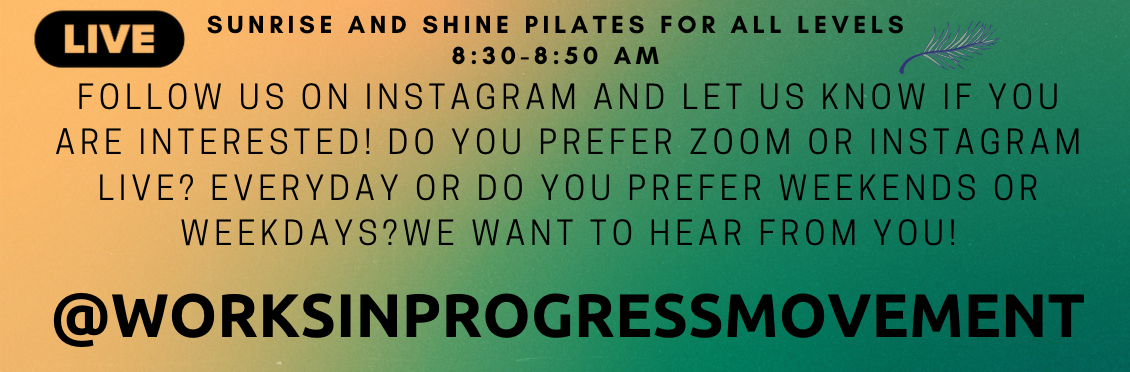 LIVE
SUNRISE AND SHINE PILATES FOR ALL LEVELS
8:30-8:50 AM
FOLLOW US ON INSTAGRAM AND LET US KNOW IF YOU
ARE INTERESTED! DO YOU PREFER ZOOM OR INSTAGRAM
LIVE? EVERYDAY OR DO YOU PREFER WEEKENDS OR
WEEKDAYS?WE WANT TO HEAR FROM YOU!
@WORKSINPROGRESSMOVEMENT